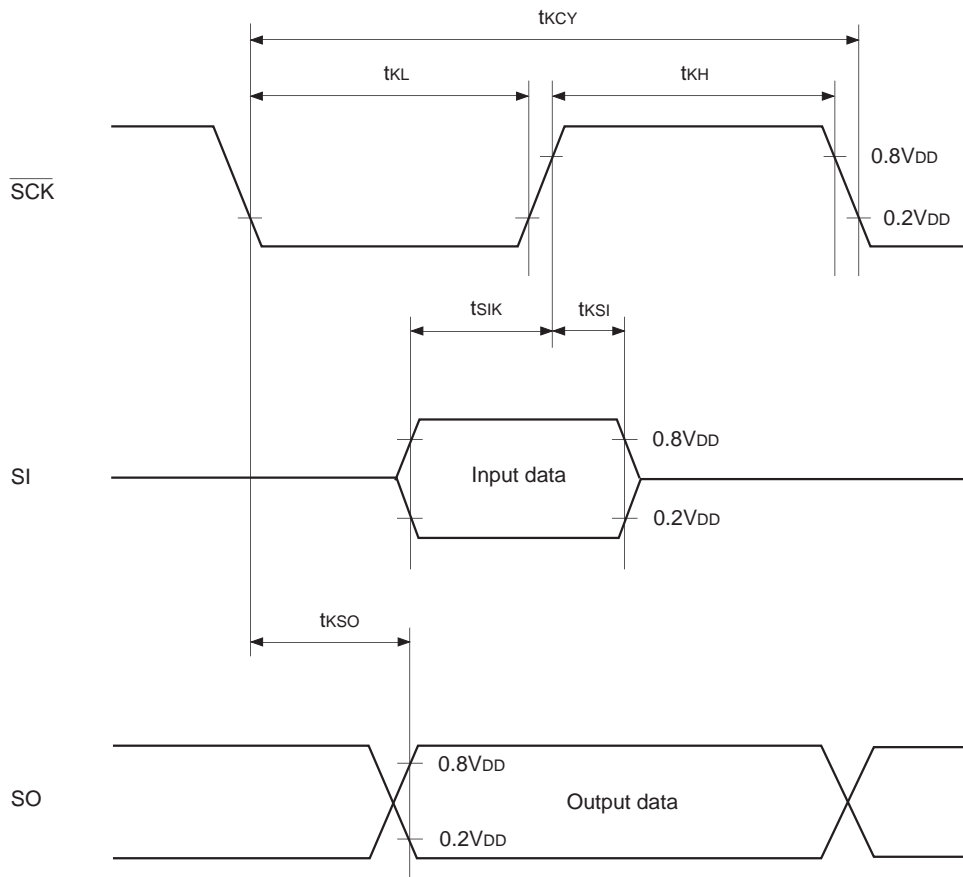 tKCY
tKL
tKH
SCK
0.8VDD
0.2VDD
tSIK
tKSI
SI
Input data
0.8VDD
0.2VDD
tKSO
SO
0.8VDD
Output data
0.2VDD